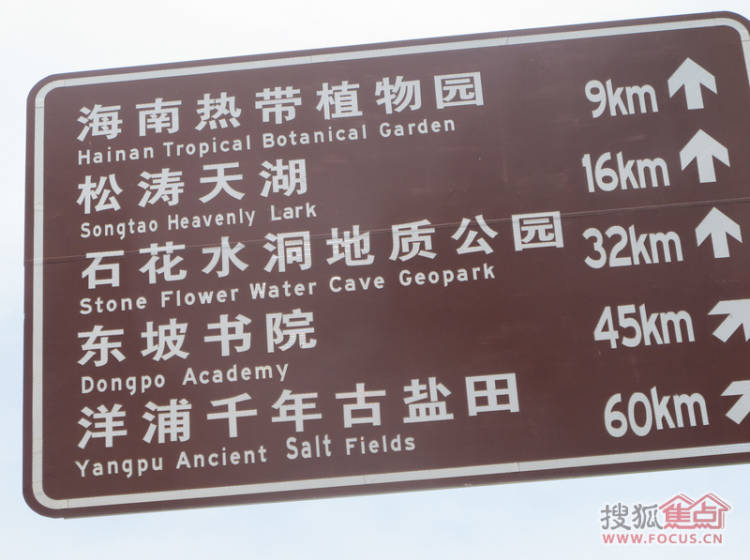 海南热带植物园 9km
Hainan Tropical Botanical Garden
松涛天湖 16km
Songtao Heavenly Lark
石花水洞地质公园 32km
Stone Flower Water Cave Geopark
东坡书院 45km
Dongpo Academy
洋浦千年古盐田 60km
Yangpu Ancient Salt Fields
搜狐焦点
WWW.FOCUS.CN